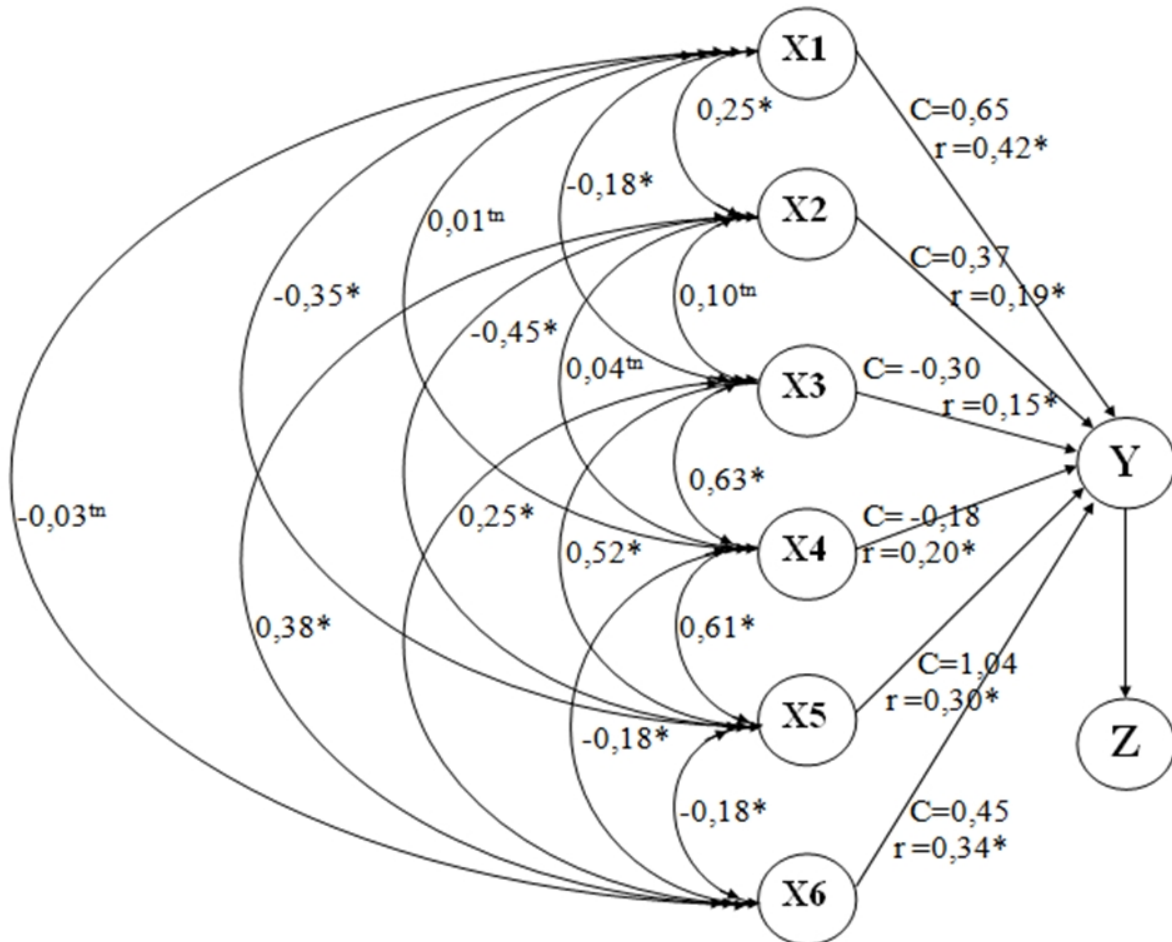 X1
C=0,65
0,25*
r =0,42*
-0,18*
X2
0,01ᵗⁿ
C=0,37
-0,35*
0,10ᵗⁿ
r =0,19*
-0,45*
0,04ᵗⁿ
C= -0,30
X3
r =0,15*
Y
0,63*
-0,03ᵗⁿ
0,25*
C= -0,18
0,52*
X4
r =0,20*
0,38*
0,61*
C=1,04
X5
r =0,30*
-0,18*
Z
-0,18*
C=0,45
r =0,34*
X6